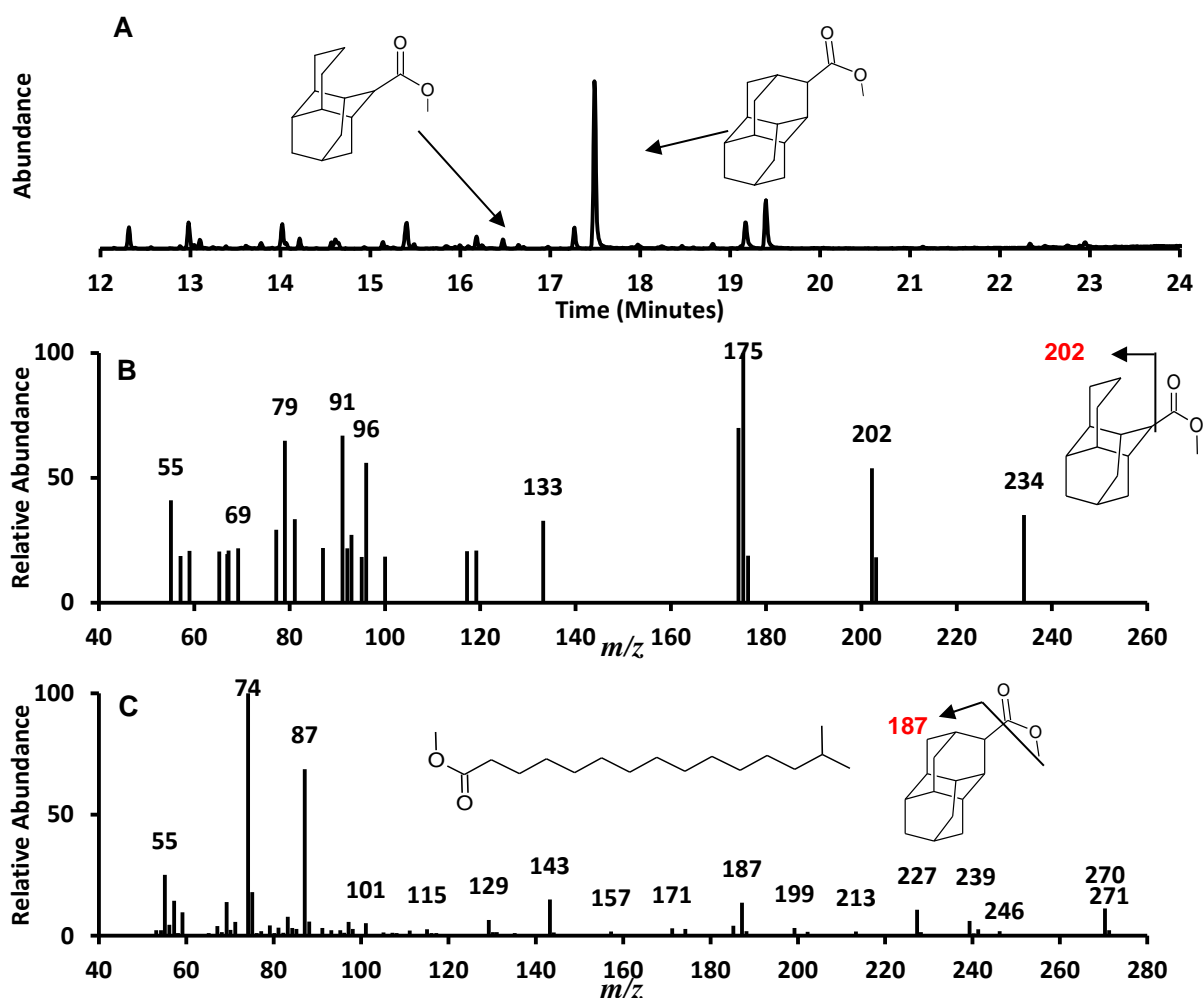 A
Abundance
O
O
O
O
12 13 14 15 16 17 18 19 20 21 22 23 24
Time (Minutes)
B
Relative Abundance
100
50
0
55
69
79
91
96
133
175
202
234
202
O
O
40 60 80 100 120 140 160 180 200 220 240 260
m/z
C
Relative Abundance
100
50
0
74
87
55
101
115
129
143
157
171
187
199
213
227
239
246
270
271
O
O
187
O
O
40 60 80 100 120 140 160 180 200 220 240 260 280
m/z